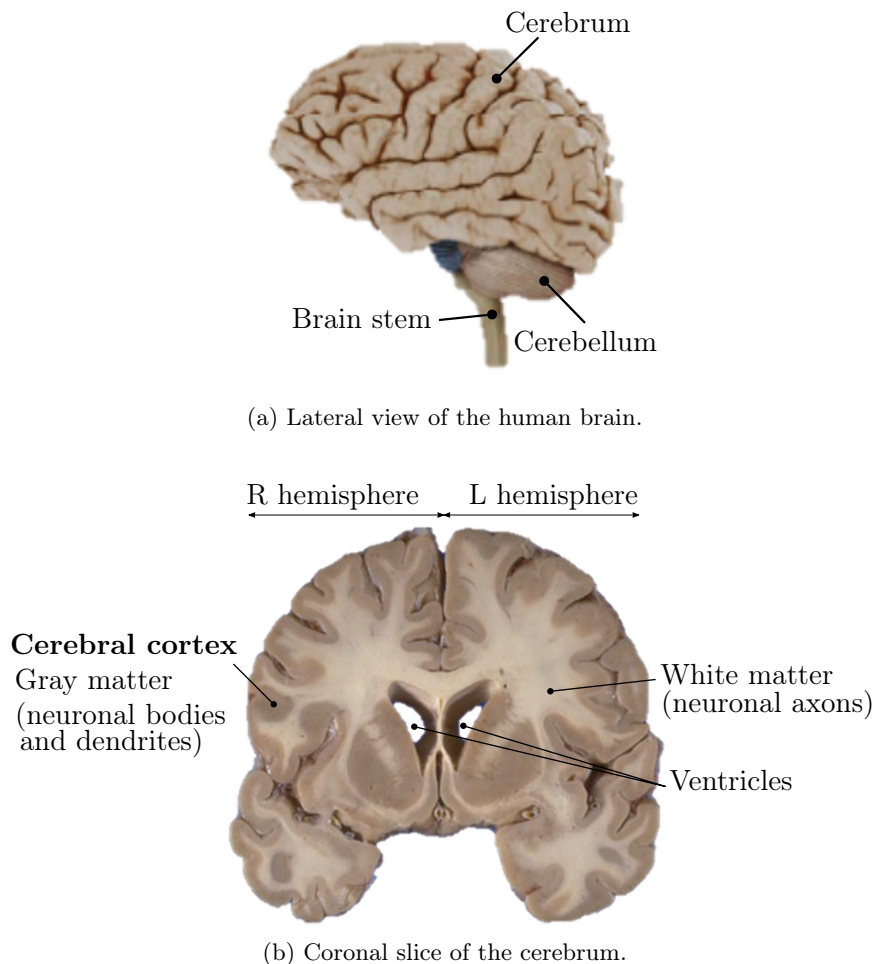 Cerebrum
Brain stem
Cerebellum
(a) Lateral view of the human brain.
R hemisphere
L hemisphere
Cerebral cortex
Gray matter
(neuronal bodies
and dendrites)
White matter
(neuronal axons)
Ventricles
(b) Coronal slice of the cerebrum.